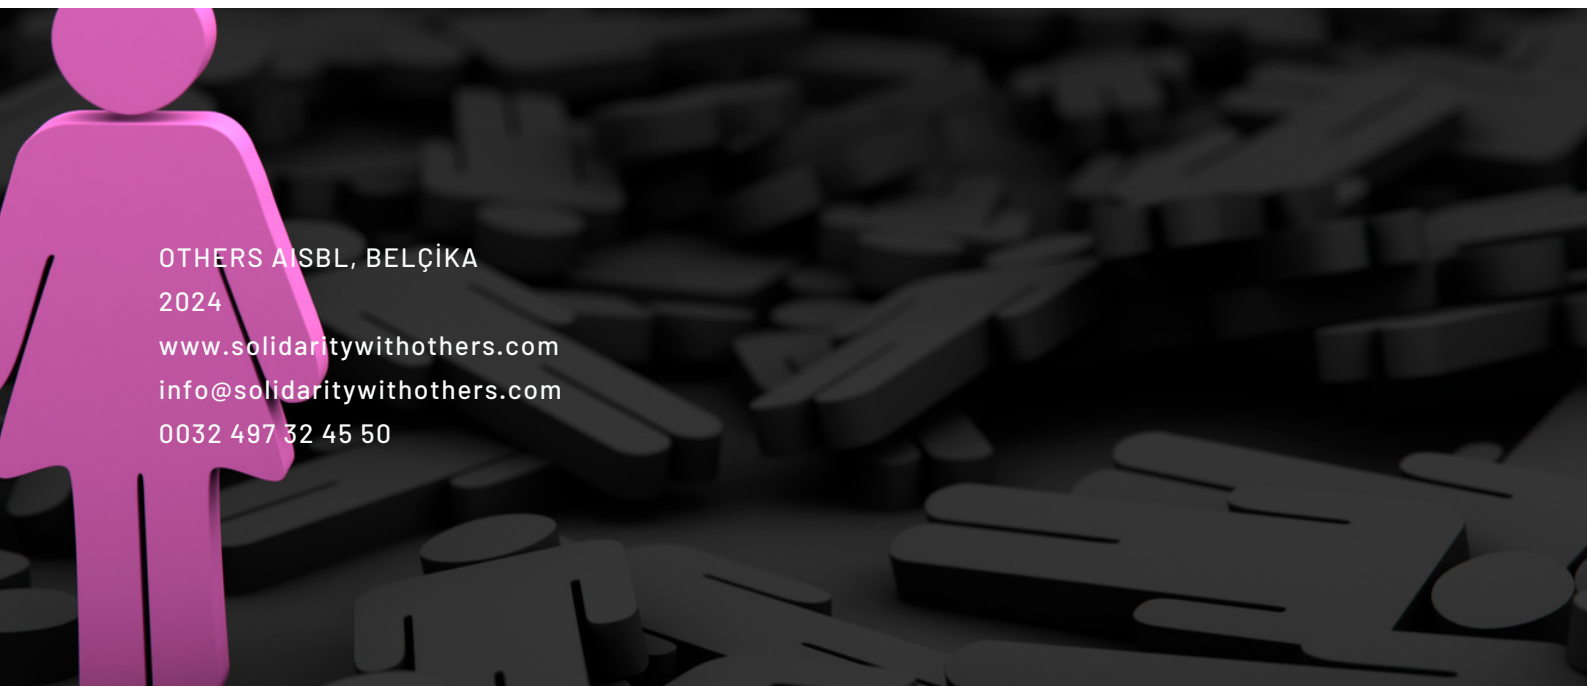 OTHERS AISBL, BELÇİKA
2024
www.solidaritywithothers.com
info@solidaritywithothers.com
0032 497 32 45 50